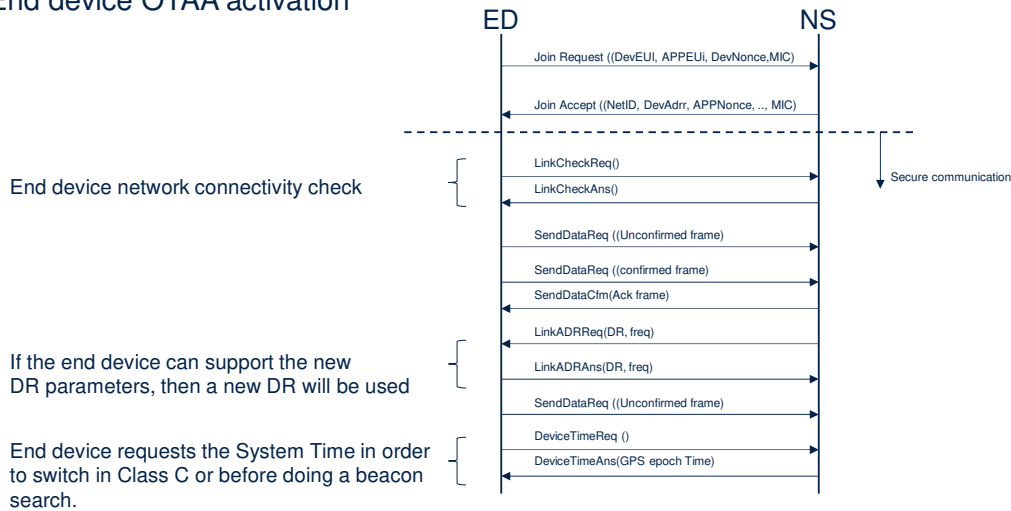 End device OTAA activation
ED
NS
Join Request ((DevEUI, APPEUi, DevNonce,MIC)
Join Accept ((NetID, DevAdrr, APPNonce, .., MIC)
Secure communication
End device network connectivity check
LinkCheckReq()
LinkCheckAns()
SendDataReq ((Unconfirmed frame)
SendDataReq ((confirmed frame)
SendDataCfm(Ack frame)
LinkADRReq(DR, freq)
If the end device can support the new
DR parameters, then a new DR will be used
LinkADRAns(DR, freq)
SendDataReq ((Unconfirmed frame)
DeviceTimeReq ()
End device requests the System Time in order
to switch in Class C or before doing a beacon
search.
DeviceTimeAns(GPS epoch Time)